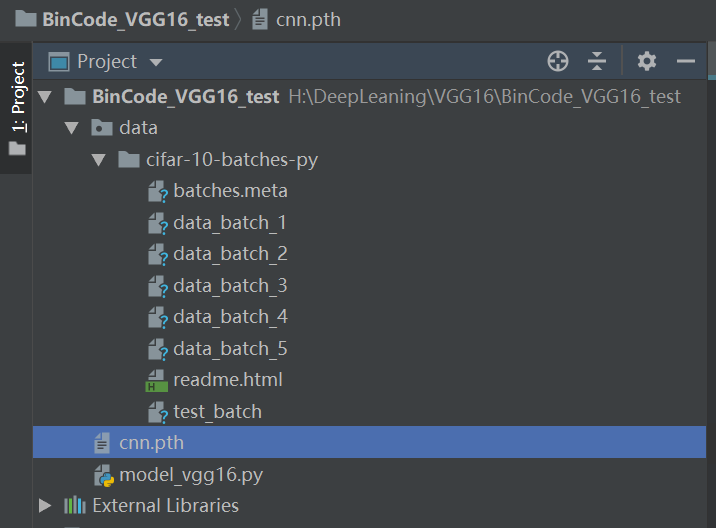 BinCode_VGG16_test cnn.pth
1: Project
Project
BinCode_VGG16_test H:\DeepLeaning\VGG16\BinCode_VGG16_test
data
cifar-10-batches-py
batches.meta
data_batch_1
data_batch_2
data_batch_3
data_batch_4
data_batch_5
H readme.html
test_batch
cnn.pth
model_vgg16.py
External Libraries